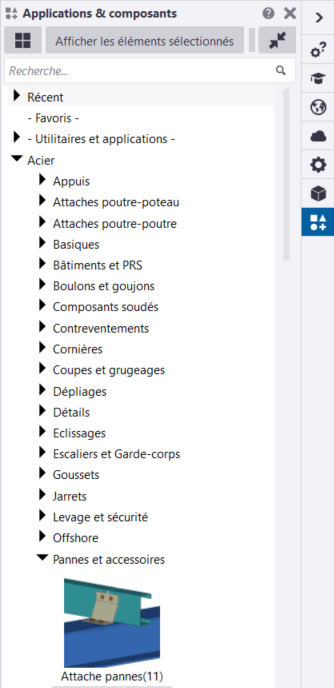 Applications & composants
Afficher les éléments sélectionnés
Acierche...
Récent
- Favoris -
- Utilitaires et applications -
Acier
Appuis
Attaches poutre-poteau
Attaches poutre-poutre
Basiques
Bâtiments et PRS
Boulons et goujons
Composants soudés
Contreventements
Cornières
Coupes et grugeages
Dépliages
Détails
Eclissages
Escaliers et Garde-corps
Goussets
Jarrets
Levage et sécurité
Offshore
Pannes et accessoires
Attache pannes(11)